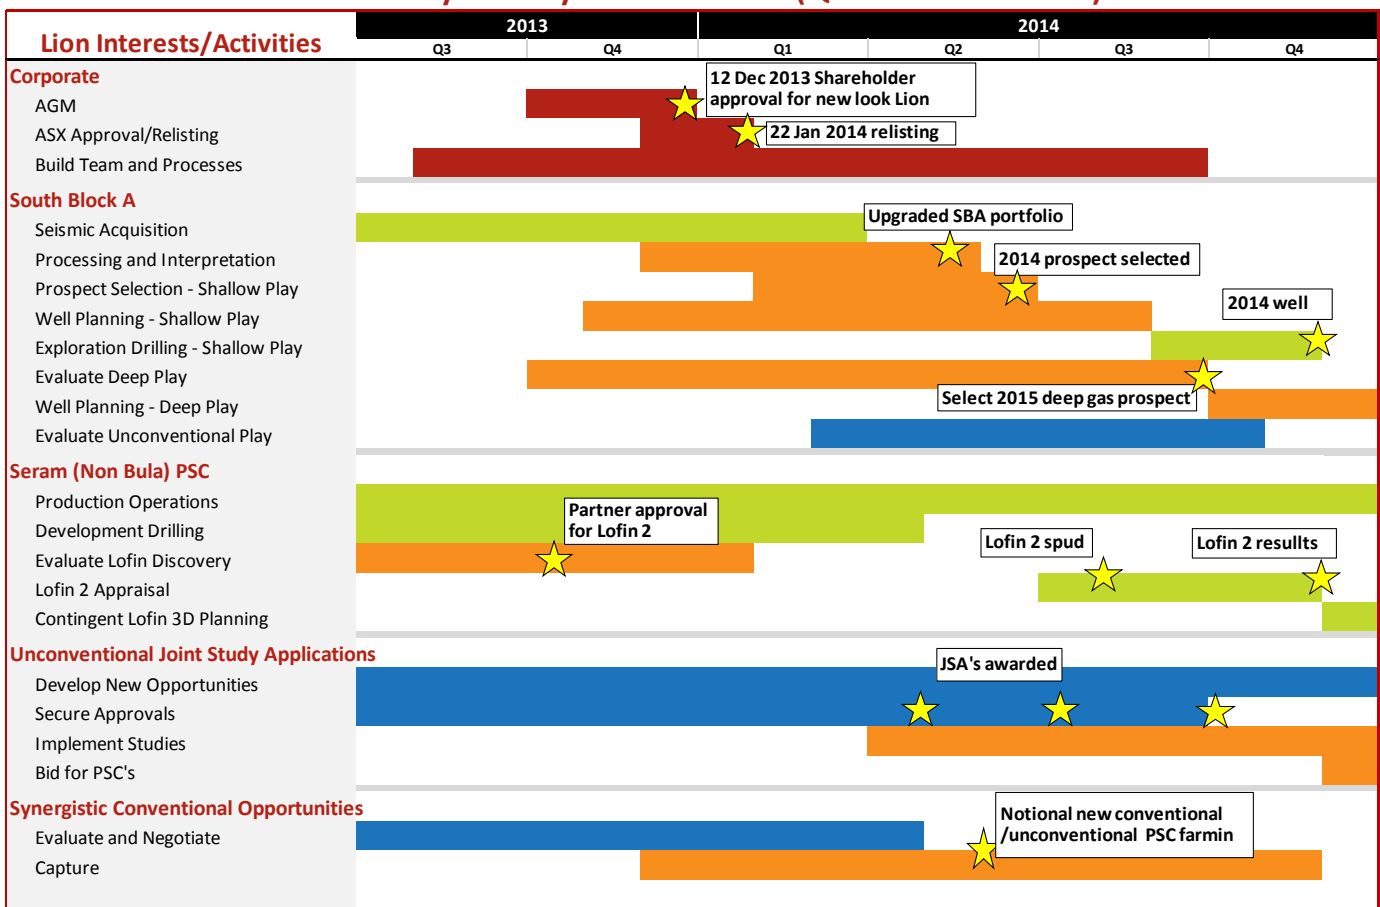 2013
2014
Lion Interests/Activities
Q3
Q4
Q1
Q2
Q3
Q4
Corporate
12 Dec 2013 Shareholder
approval for new look Lion
AGM
ASX Approval/Relisting
22 Jan 2014 relisting
Build Team and Processes
South Block A
Upgraded SBA portfolio
Seismic Acquisition
Processing and Interpretation
2014 prospect selected
Prospect Selection - Shallow Play
2014 well
Well Planning - Shallow Play
Exploration Drilling - Shallow Play
Evaluate Deep Play
Select 2015 deep gas prospect
Well Planning - Deep Play
Evaluate Unconventional Play
Seram (Non Bula) PSC
Production Operations
Partner approval
for Lofin 2
Development Drilling
Lofin 2 spud
Lofin 2 resullts
Evaluate Lofin Discovery
Lofin 2 Appraisal
Contingent Lofin 3D Planning
Unconventional Joint Study Applications
JSA's awarded
Develop New Opportunities
Secure Approvals
Implement Studies
Bid for PSC's
Synergistic Conventional Opportunities
Notional new conventional
/unconventional PSC farmin
Evaluate and Negotiate
Capture